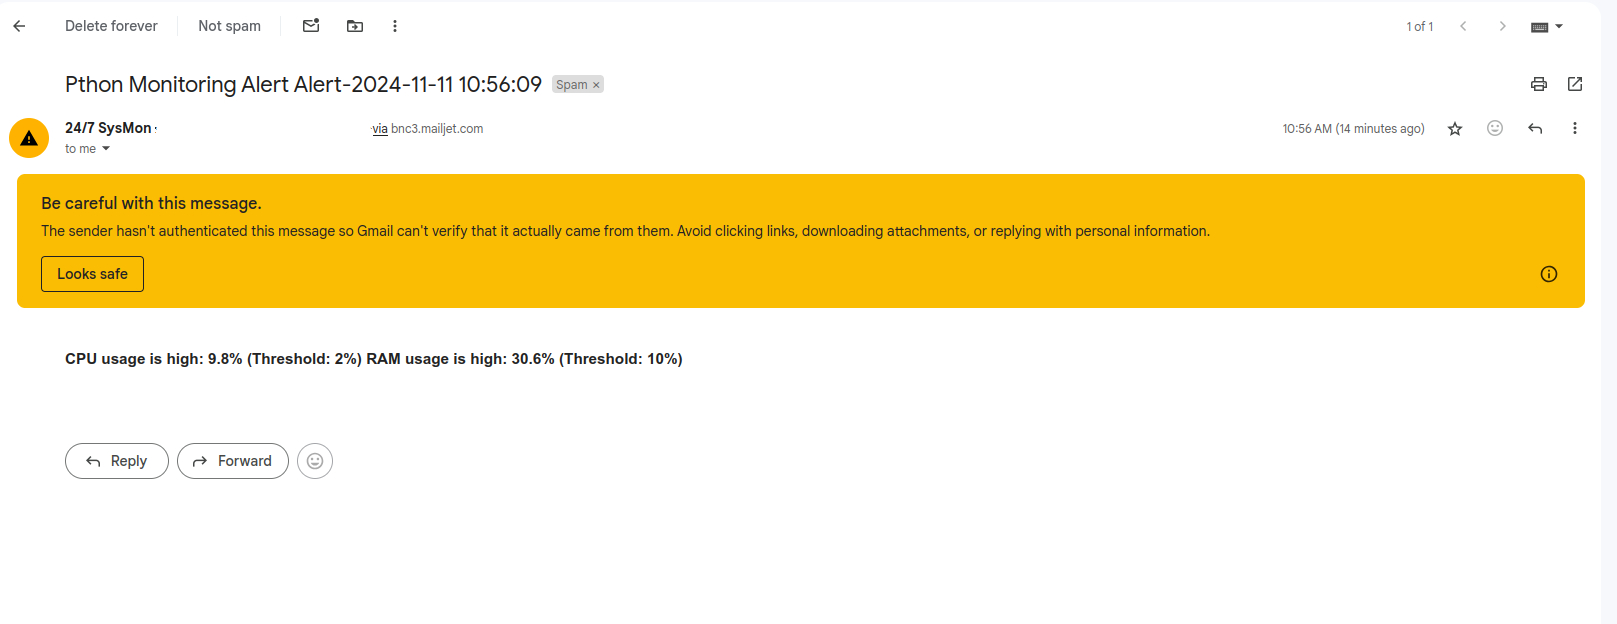 Delete forever
Not spam
1 of 1
Pthon Monitoring Alert Alert-2024-11-11 10:56:09
Spam ×
24/7 SysMon
via bnc3.mailjet.com
10:56 AM (14 minutes ago)
to me
Be careful with this message.
The sender hasn't authenticated this message so Gmail can't verify that it actually came from them. Avoid clicking links, downloading attachments, or replying with personal information.
Looks safe
CPU usage is high: 9.8% (Threshold: 2%) RAM usage is high: 30.6% (Threshold: 10%)
Reply
Forward